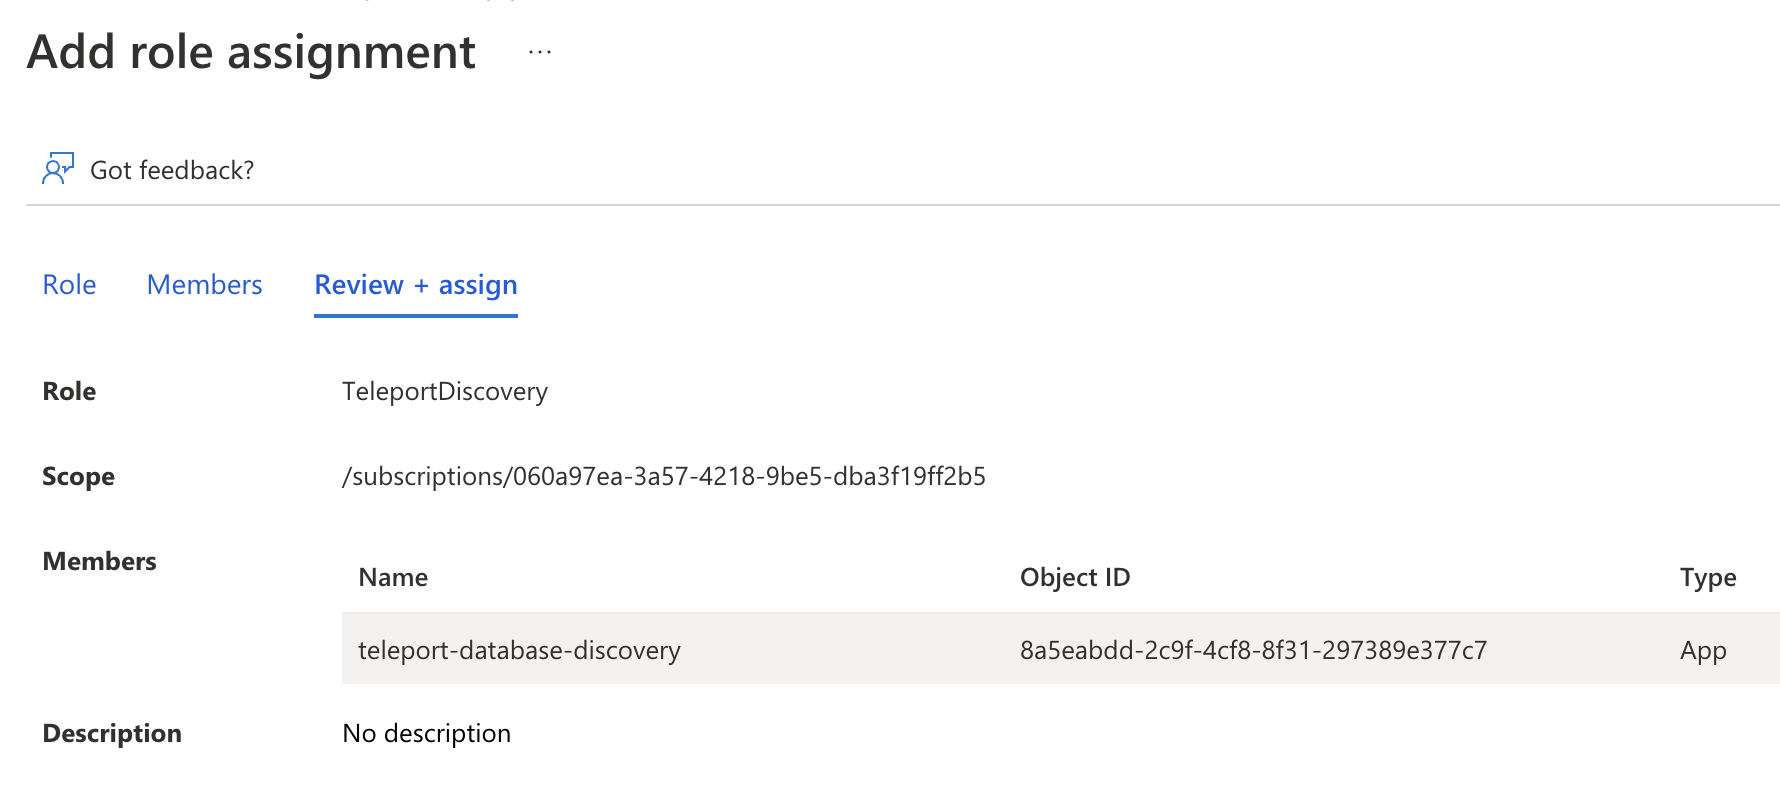 Add role assignment ...
Got feedback?
Role Members Review + assign
Role TeleportDiscovery
Scope /subscriptions/060a97ea-3a57-4218-9be5-dba3f19ff2b5
Members
Name Object ID Type
teleport-database-discovery 8a5eabdd-2c9f-4cf8-8f31-297389e377c7 App
Description No description